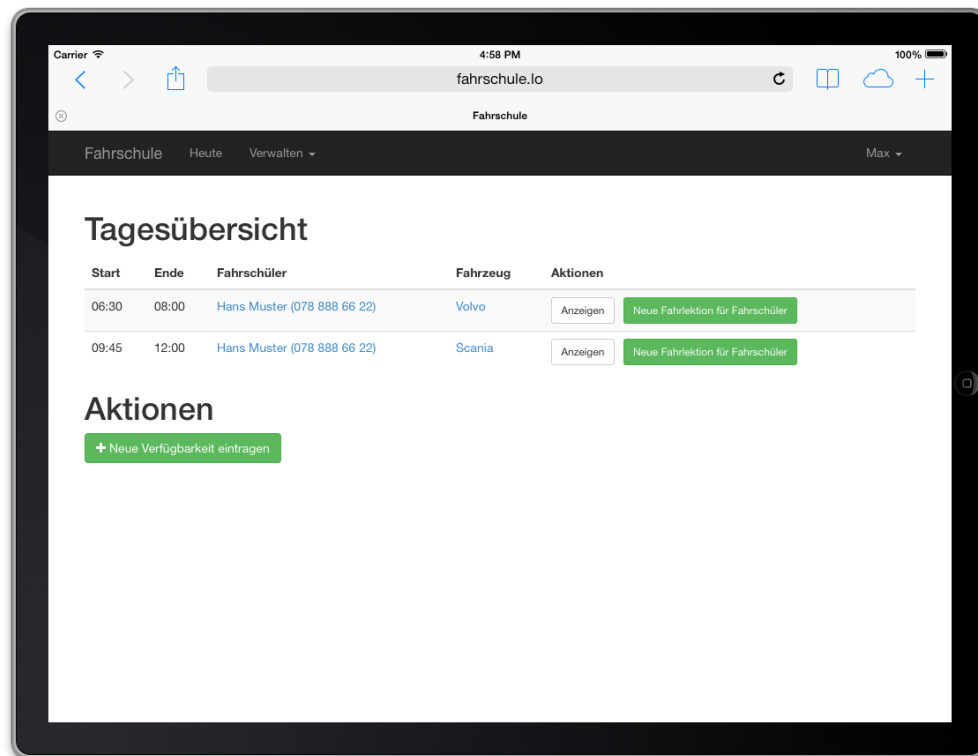 Carrier 4:58 PM 100%
fahrschule.lo
Fahrschule
Fahrschule Heute Verwalten Max
Tagesübersicht
Start Ende Fahrschüler Fahrzeug Aktionen
06:30 08:00 Hans Muster (078 888 66 22) Volvo Anzeigen Neue Fahrlektion für Fahrschüler
09:45 12:00 Hans Muster (078 888 66 22) Scania Anzeigen Neue Fahrlektion für Fahrschüler
Aktionen
+ Neue Verfügbarkeit eintragen